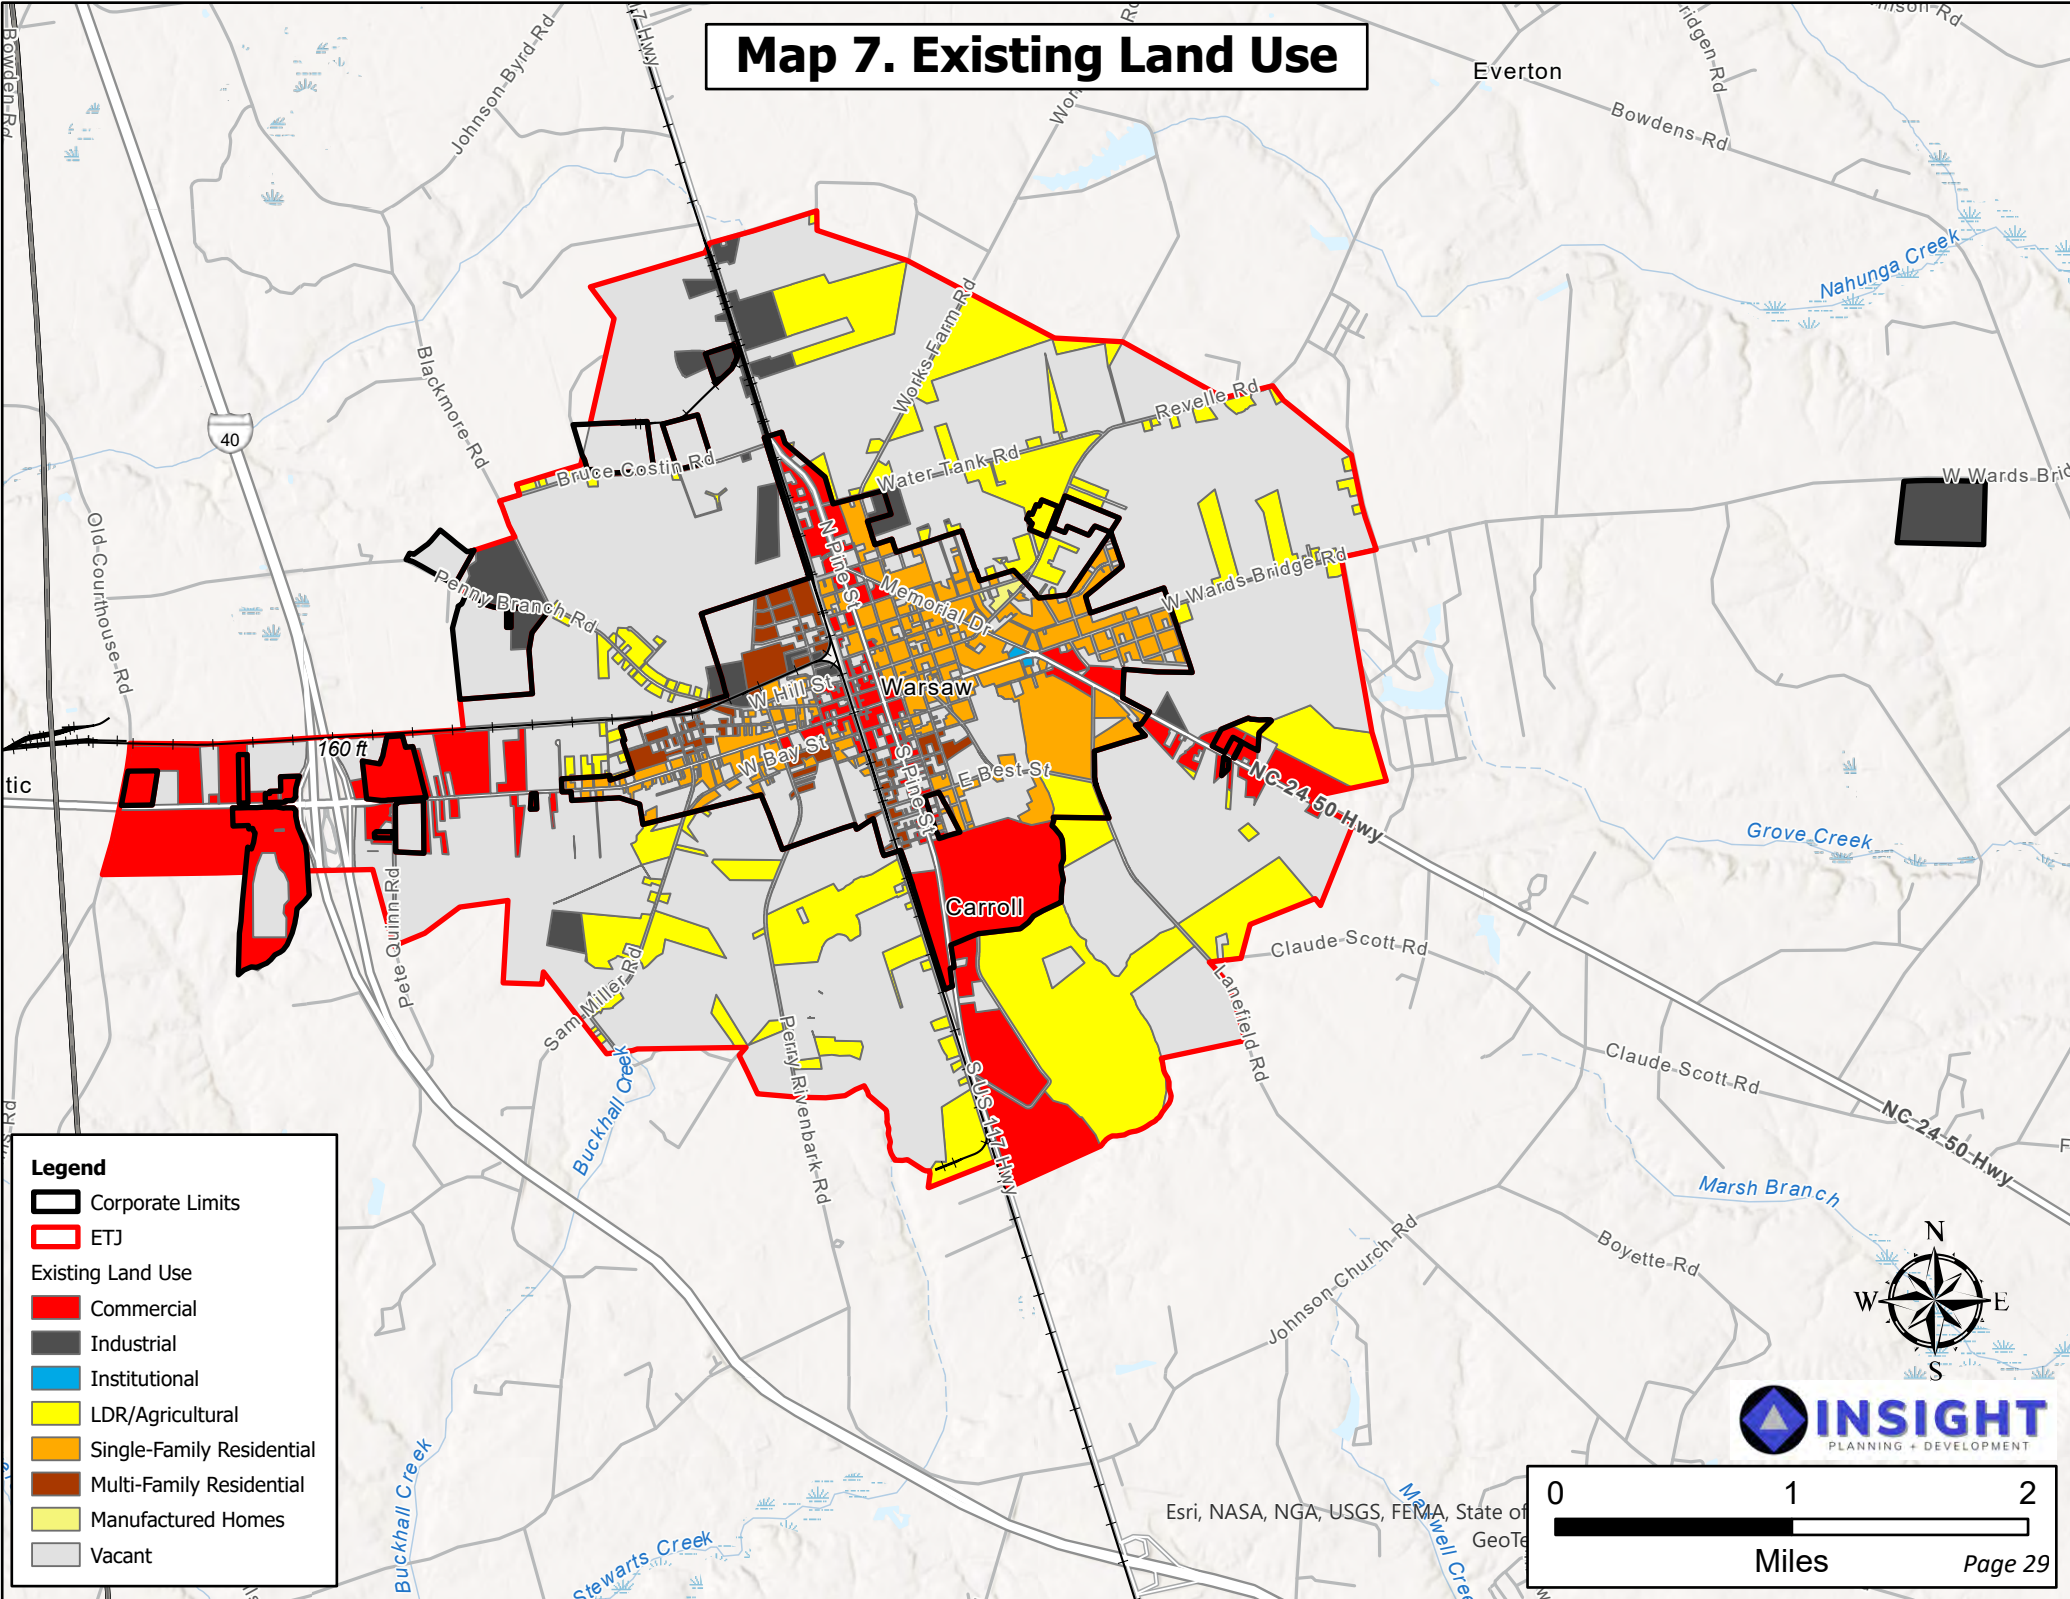 Map 7. Existing Land Use
Everton
Bowdens Rd
Johnson-Byrd-Rd
Bowden-Rd
Nahunga Creek
Works-Farm-Rd
Blackmore-Rd
40
Revelle Rd
Water Tank Rd
Bruce-Costin-Rd
Old-Courthouse-Rd
Penny-Branch-Rd
N Pine St
Memorial Dr
W Wards-Bridge-Rd
Warsaw
W Hill St
W Bay St
S Pine St
E Best St
160 ft
tic
NC-24-50-Hwy
Grove Creek
Carroll
Pete-Quinn-Rd
Claude Scott Rd
Lanefield-Rd
Sam-Miller-Rd
Perry-Rivenbark-Rd
S-US-117-Hwy
Buckhall Creek
Claude-Scott-Rd
NC-24-50-Hwy
Marsh Branch
Boyette-Rd
Johnson-Church-Rd
Legend
Corporate Limits
ETJ
Existing Land Use
Commercial
Industrial
Institutional
LDR/Agricultural
Single-Family Residential
Multi-Family Residential
Manufactured Homes
Vacant
Buckhall Creek
Stewarts Creek
N
W
E
S
INSIGHT
PLANNING + DEVELOPMENT
Esri, NASA, NGA, USGS, FEMA, State of
0 1 2
Miles
Page 29